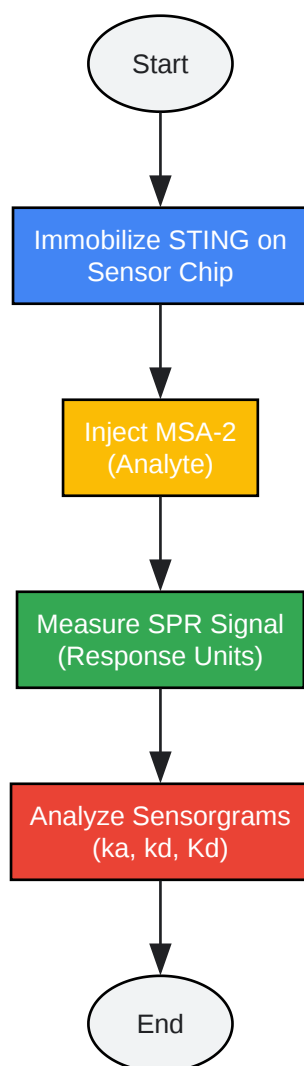 Start
Immobilize STING on
Sensor Chip
Inject MSA-2
(Analyte)
Measure SPR Signal
(Response Units)
Analyze Sensorgrams
(ka, kd, Kd)
End